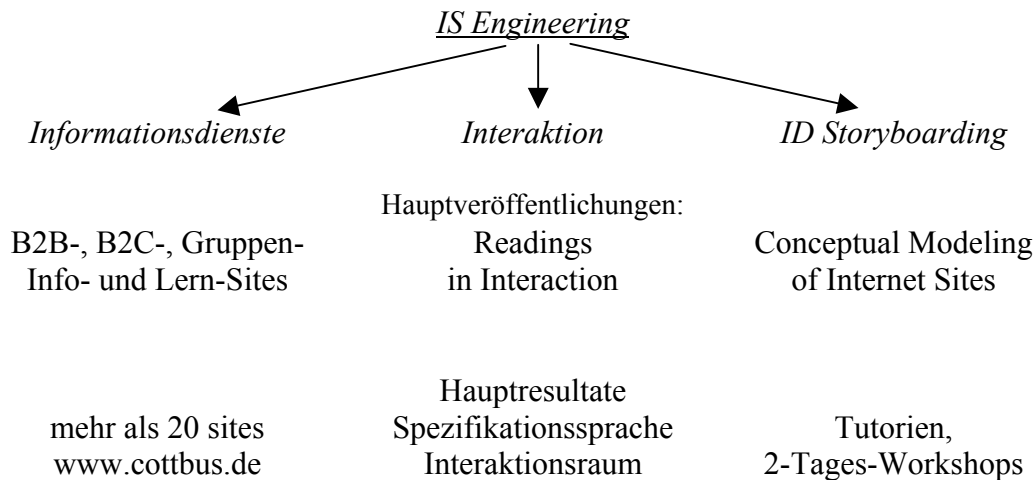 IS Engineering
Informationsdienste
Interaktion
ID Storyboarding
Hauptveröffentlichungen:
B2B-, B2C-, Gruppen-
Info- und Lern-Sites
Readings
in Interaction
Conceptual Modeling
of Internet Sites
mehr als 20 sites
www.cottbus.de
Hauptresultate
Spezifikationssprache
Interaktionsraum
Tutorien,
2-Tages-Workshops